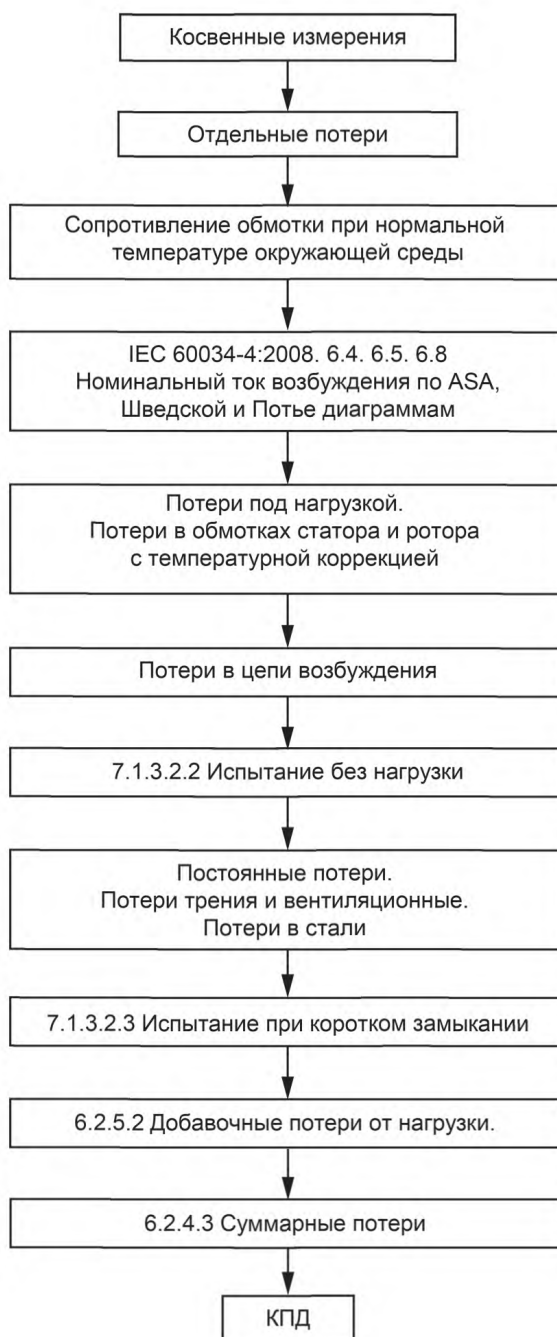 Косвенные измерения
Отдельные потери
Сопротивление обмотки при нормальной
температуре окружающей среды
IEC 60034-4:2008. 6.4. 6.5. 6.8
Номинальный ток возбуждения по ASA,
Шведской и Потье диаграммам
Потери под нагрузкой.
Потери в обмотках статора и ротора
с температурной коррекцией
Потери в цепи возбуждения
7.1.3.2.2 Испытание без нагрузки
Постоянные потери.
Потери трения и вентиляционные.
Потери в стали
7.1.3.2.3 Испытание при коротком замыкании
6.2.5.2 Добавочные потери от нагрузки.
6.2.4.3 Суммарные потери
КПД